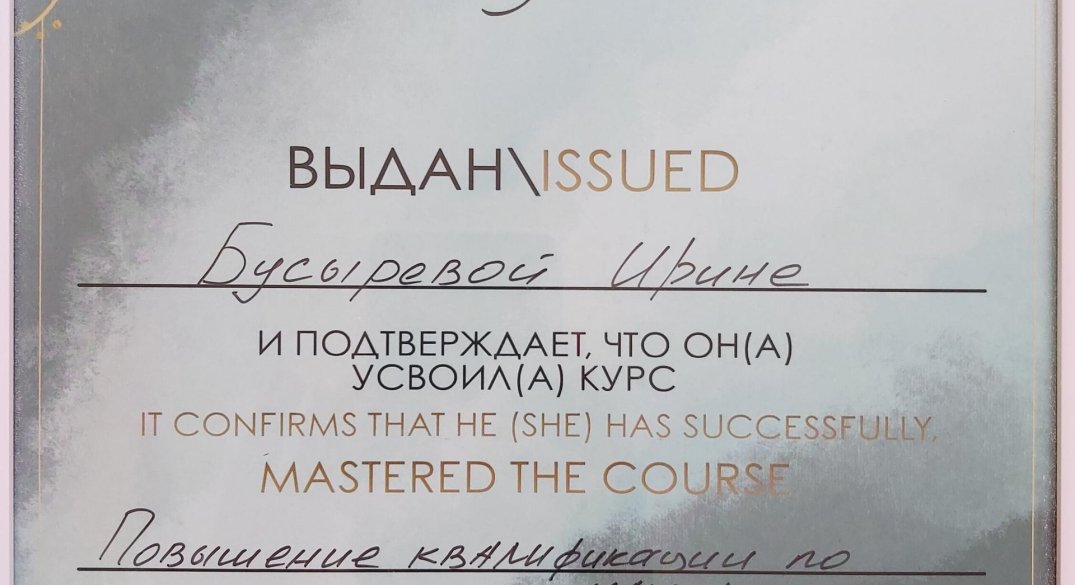 ВЫДАН\ISSUED
Бусыревой Ирине
И ПОДТВЕРЖДАЕТ, ЧТО ОН(А)
УСВОИЛ(А) КУРС
IT CONFIRMS THAT HE (SHE) HAS SUCCESSFULLY,
MASTERED THE COURSE
Повышение квалификации по